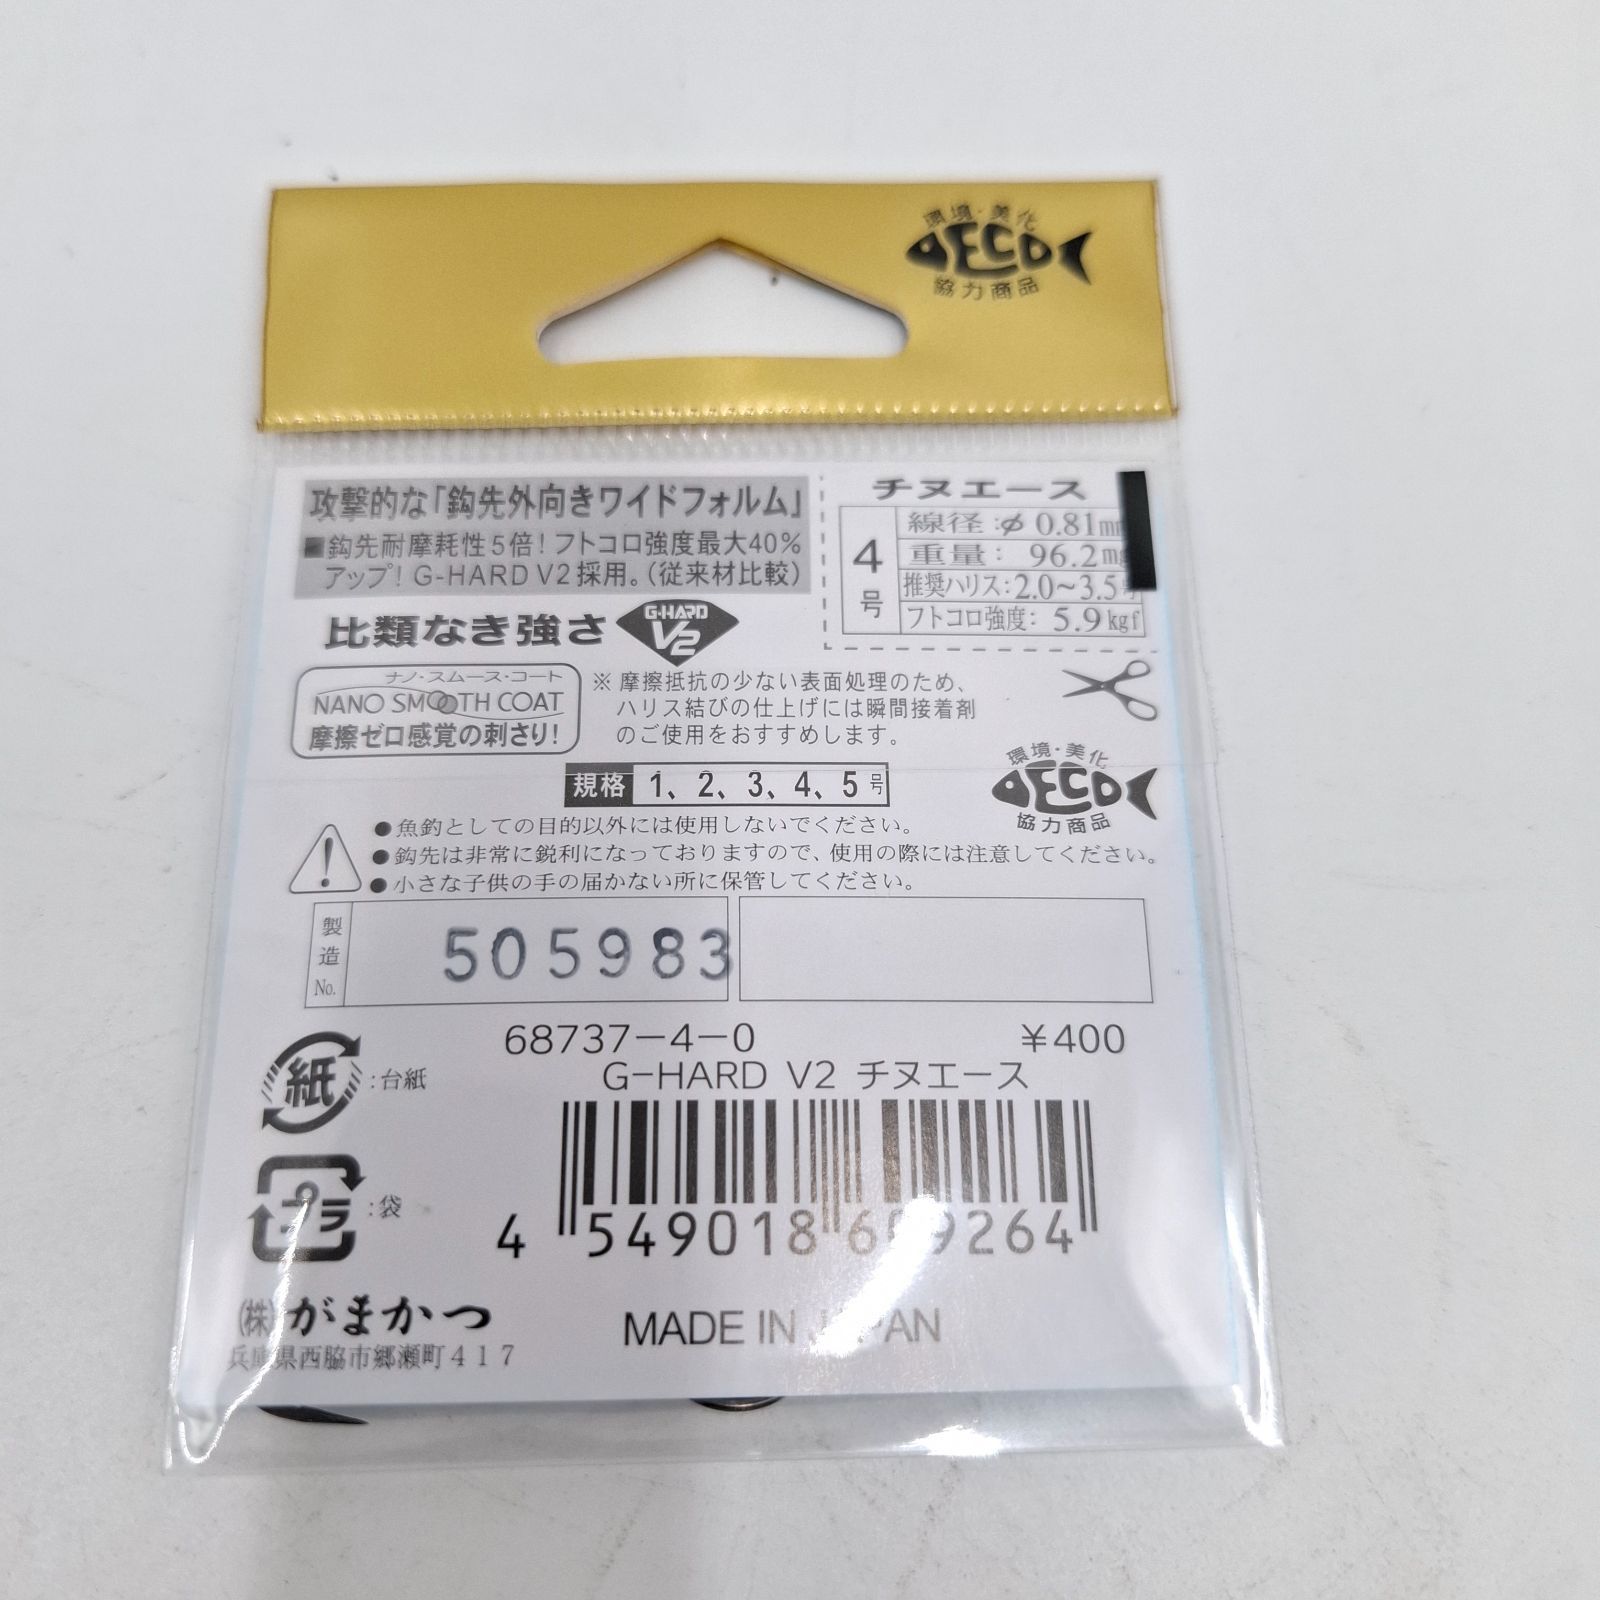 環境・美化
ECO
協力商品
攻撃的な「鈎先外向きワイドフォルム」
■鈎先耐摩耗性5倍！フトコロ強度最大40%
アップ！G-HARD V2採用。（従来材比較）
比類なき強さ
G-HARD
V2
チヌエース
4号
線径：φ 0.81mm
重量： 96.2mg
推奨ハリス：2.0〜3.5号
フトコロ強度： 5.9kgf
ナノ・スムース・コート
NANO SMOOTH COAT
摩擦ゼロ感覚の刺さり！
※ 摩擦抵抗の少ない表面処理のため、
ハリス結びの仕上げには瞬間接着剤
のご使用をおすすめします。
環境・美化
ECO
協力商品
規格 1、2、3、4、5号
●魚釣としての目的以外には使用しないでください。
●鈎先は非常に鋭利になっておりますので、使用の際には注意してください。
●小さな子供の手の届かない所に保管してください。
製造No. 505983
68737-4-0 ¥400
G-HARD V2 チヌエース
紙：台紙
プラ：袋
4 549018 609264
(株)がまかつ
兵庫県西脇市郷瀬町417
MADE IN JAPAN